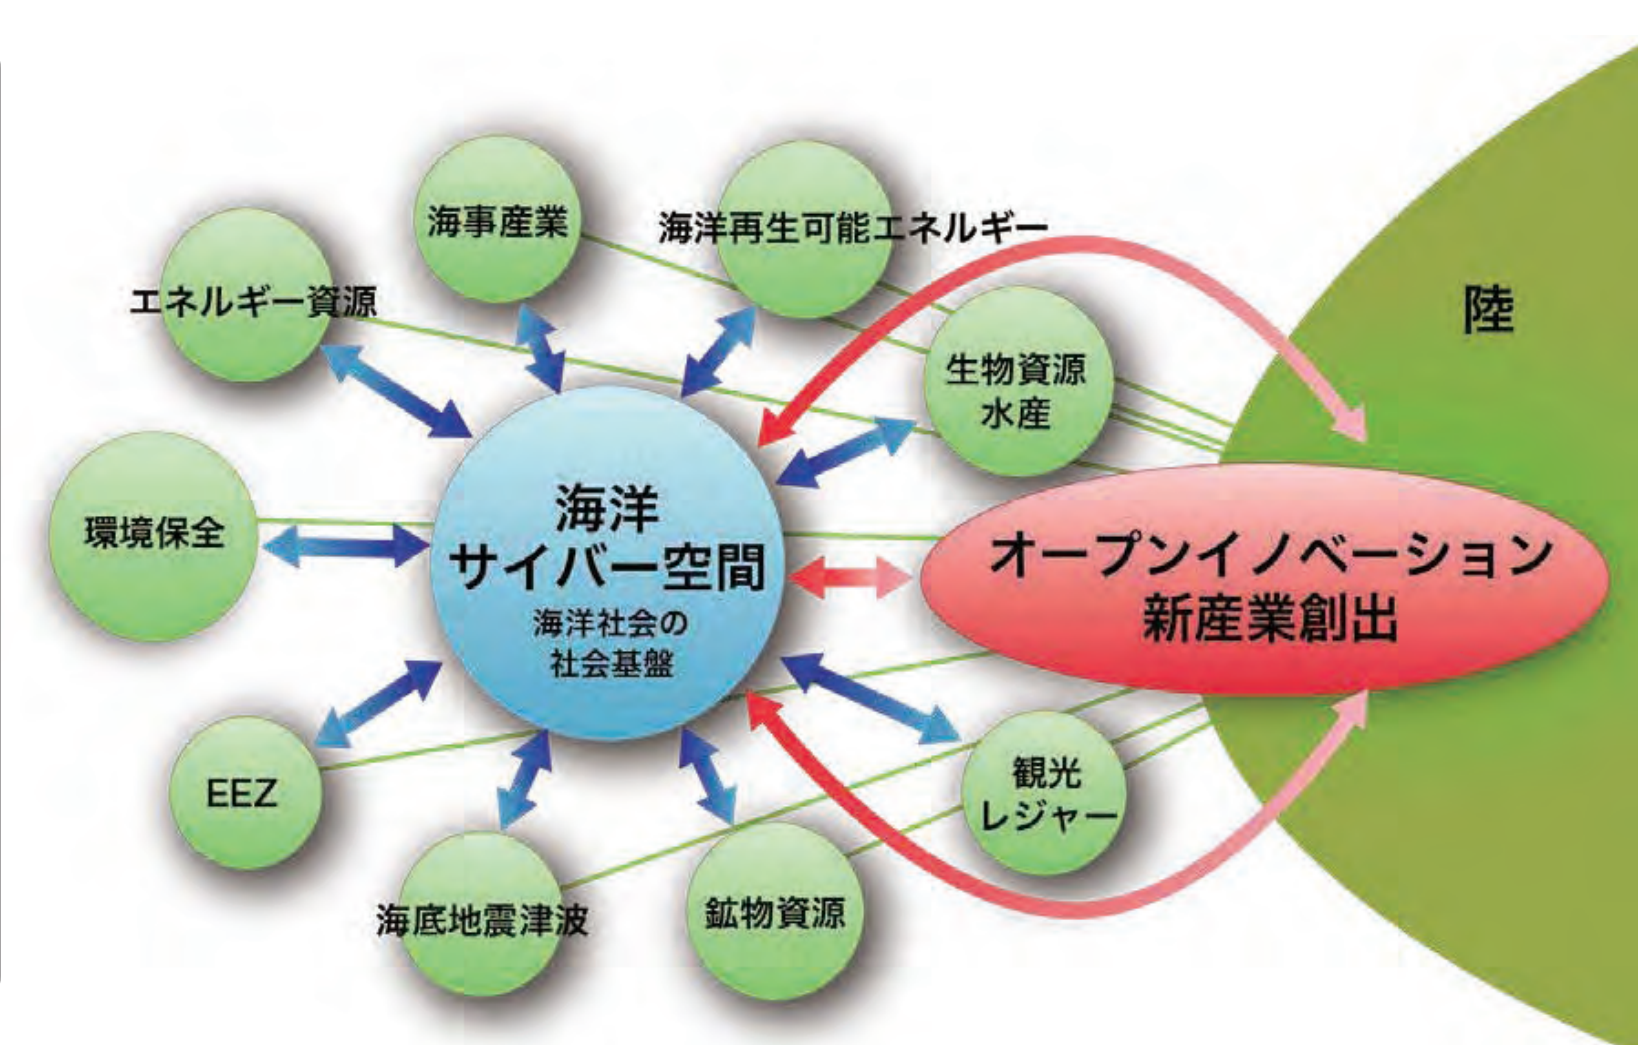 海事産業
海洋再生可能エネルギー
エネルギー資源
陸
生物資源
水産
環境保全
海洋
サイバー空間
海洋社会の
社会基盤
オープンイノベーション
新産業創出
EEZ
観光
レジャー
海底地震津波
鉱物資源